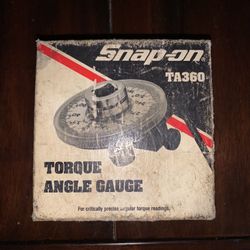 Snap-on
TA360
TORQUE
ANGLE GAUGE
For critically precise angular torque readings.